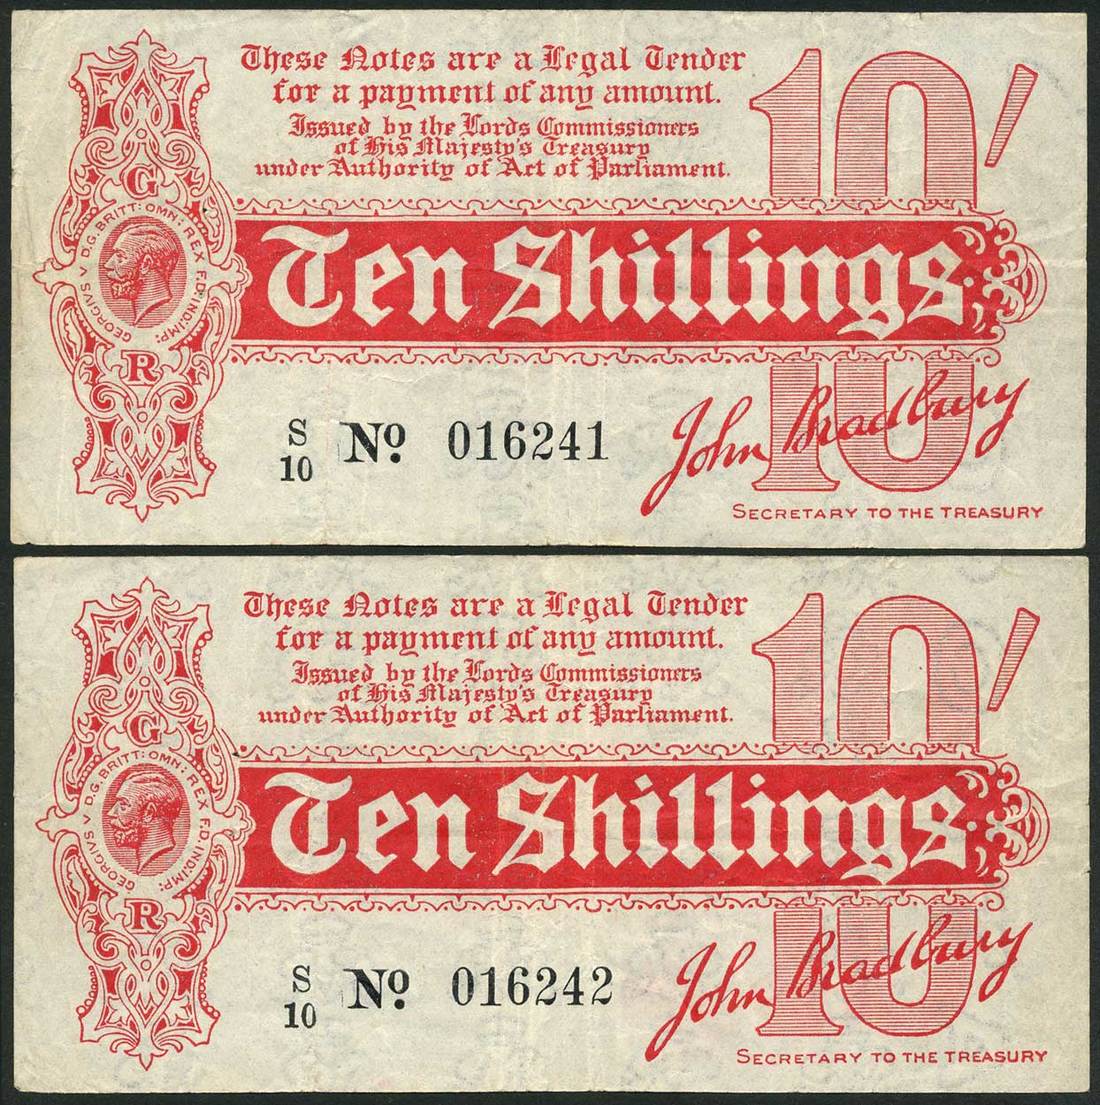 These Notes are a Legal Tender
for a payment of any amount.
Issued by the Lords Commissioners
of His Majesty's Treasury
under Authority of Act of Parliament.
10/
G
GEORGIVS V D.G. BRITT: OMN: REX F.D: IND: IMP:
R
Ten Shillings
S
10
No. 016241
10
John Bradbury
SECRETARY TO THE TREASURY
These Notes are a Legal Tender
for a payment of any amount.
Issued by the Lords Commissioners
of His Majesty's Treasury
under Authority of Act of Parliament.
10/
G
GEORGIVS V D.G. BRITT: OMN: REX F.D: IND: IMP:
R
Ten Shillings
S
10
No. 016242
10
John Bradbury
SECRETARY TO THE TREASURY